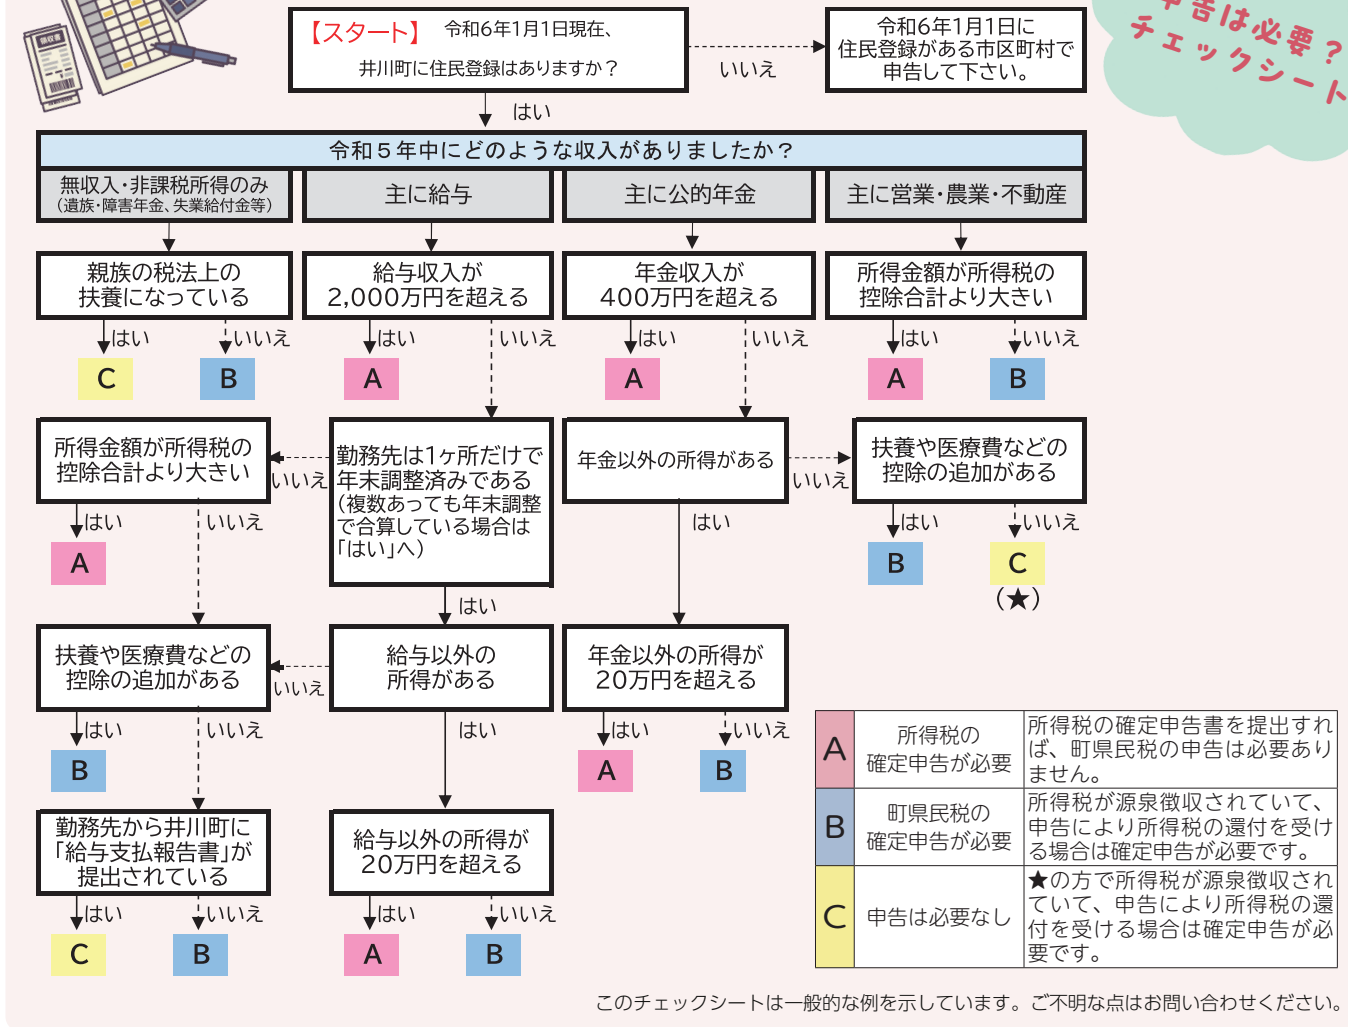 領収書
申告は必要？
チェックシート
【スタート】 令和6年1月1日現在、
井川町に住民登録はありますか？
いいえ
令和6年1月1日に
住民登録がある市区町村で
申告して下さい。
はい
令和５年中にどのような収入がありましたか？
無収入・非課税所得のみ
（遺族・障害年金、失業給付金等）
主に給与
主に公的年金
主に営業・農業・不動産
親族の税法上の
扶養になっている
給与収入が
2,000万円を超える
年金収入が
400万円を超える
所得金額が所得税の
控除合計より大きい
はい
いいえ
はい
いいえ
はい
いいえ
はい
いいえ
C
B
A
A
A
B
所得金額が所得税の
控除合計より大きい
いいえ
勤務先は1ヶ所だけで
年末調整済みである
（複数あっても年末調整
で合算している場合は
「はい」へ）
年金以外の所得がある
いいえ
扶養や医療費などの
控除の追加がある
はい
いいえ
はい
はい
いいえ
A
B
C
（★）
はい
扶養や医療費などの
控除の追加がある
いいえ
給与以外の
所得がある
年金以外の所得が
20万円を超える
はい
いいえ
はい
はい
いいえ
B
A
B
勤務先から井川町に
「給与支払報告書」が
提出されている
給与以外の所得が
20万円を超える
はい
いいえ
はい
いいえ
C
B
A
B
A
所得税の
確定申告が必要
所得税の確定申告書を提出すれ
ば、町県民税の申告は必要あり
ません。
B
町県民税の
確定申告が必要
所得税が源泉徴収されていて、
申告により所得税の還付を受け
る場合は確定申告が必要です。
C
申告は必要なし
★の方で所得税が源泉徴収され
ていて、申告により所得税の還
付を受ける場合は確定申告が必
要です。
このチェックシートは一般的な例を示しています。ご不明な点はお問い合わせください。